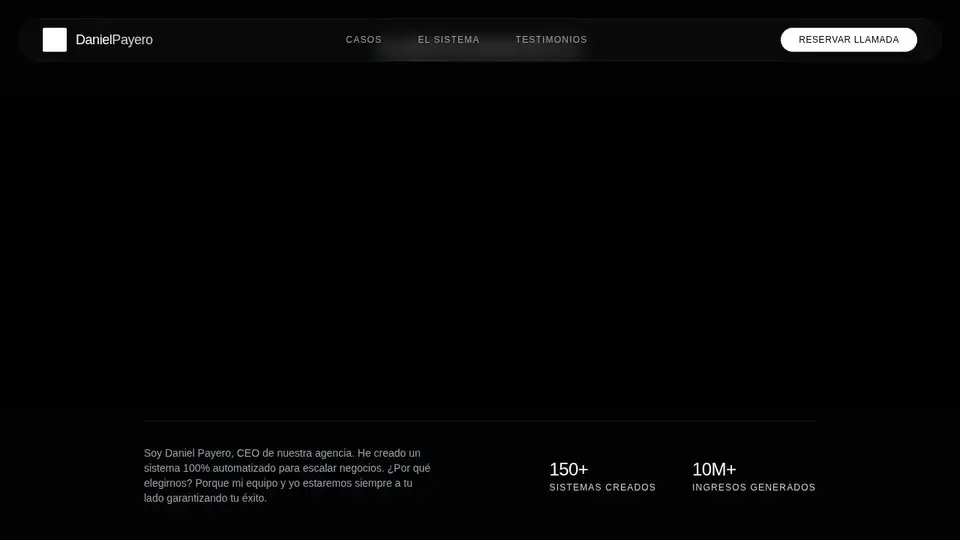 DanielPayero
CASOS
EL SISTEMA
TESTIMONIOS
RESERVAR LLAMADA
Soy Daniel Payero, CEO de nuestra agencia. He creado un
sistema 100% automatizado para escalar negocios. ¿Por qué
elegirnos? Porque mi equipo y yo estaremos siempre a tu
lado garantizando tu éxito.
150+
SISTEMAS CREADOS
10M+
INGRESOS GENERADOS